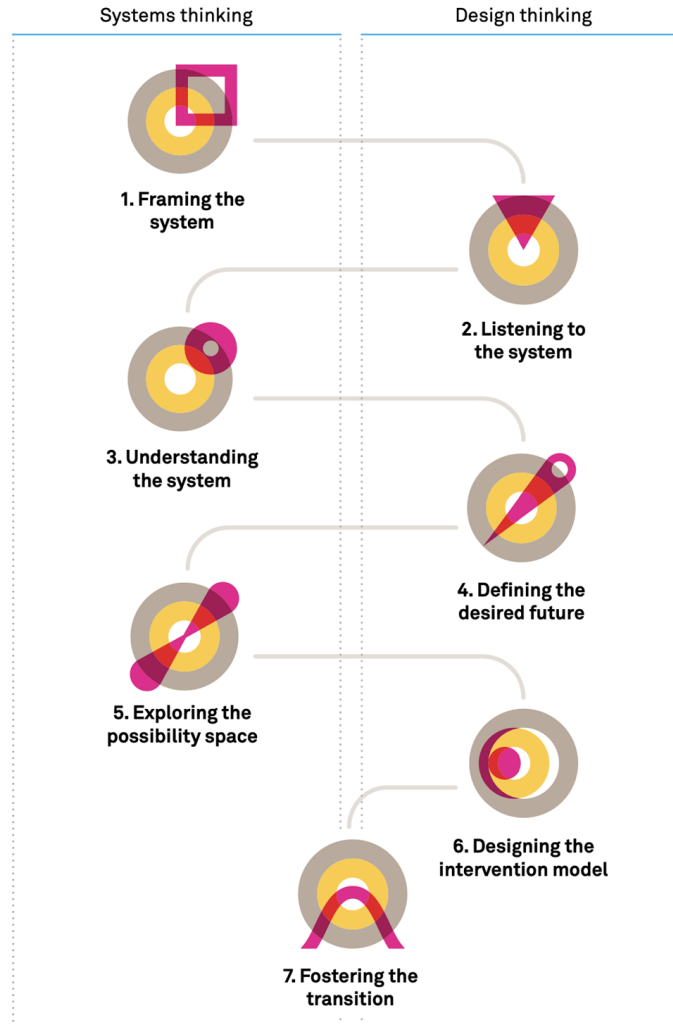 Systems thinking
Design thinking
1. Framing the
system
2. Listening to
the system
3. Understanding
the system
4. Defining the
desired future
5. Exploring the
possibility space
6. Designing the
intervention model
7. Fostering the
transition